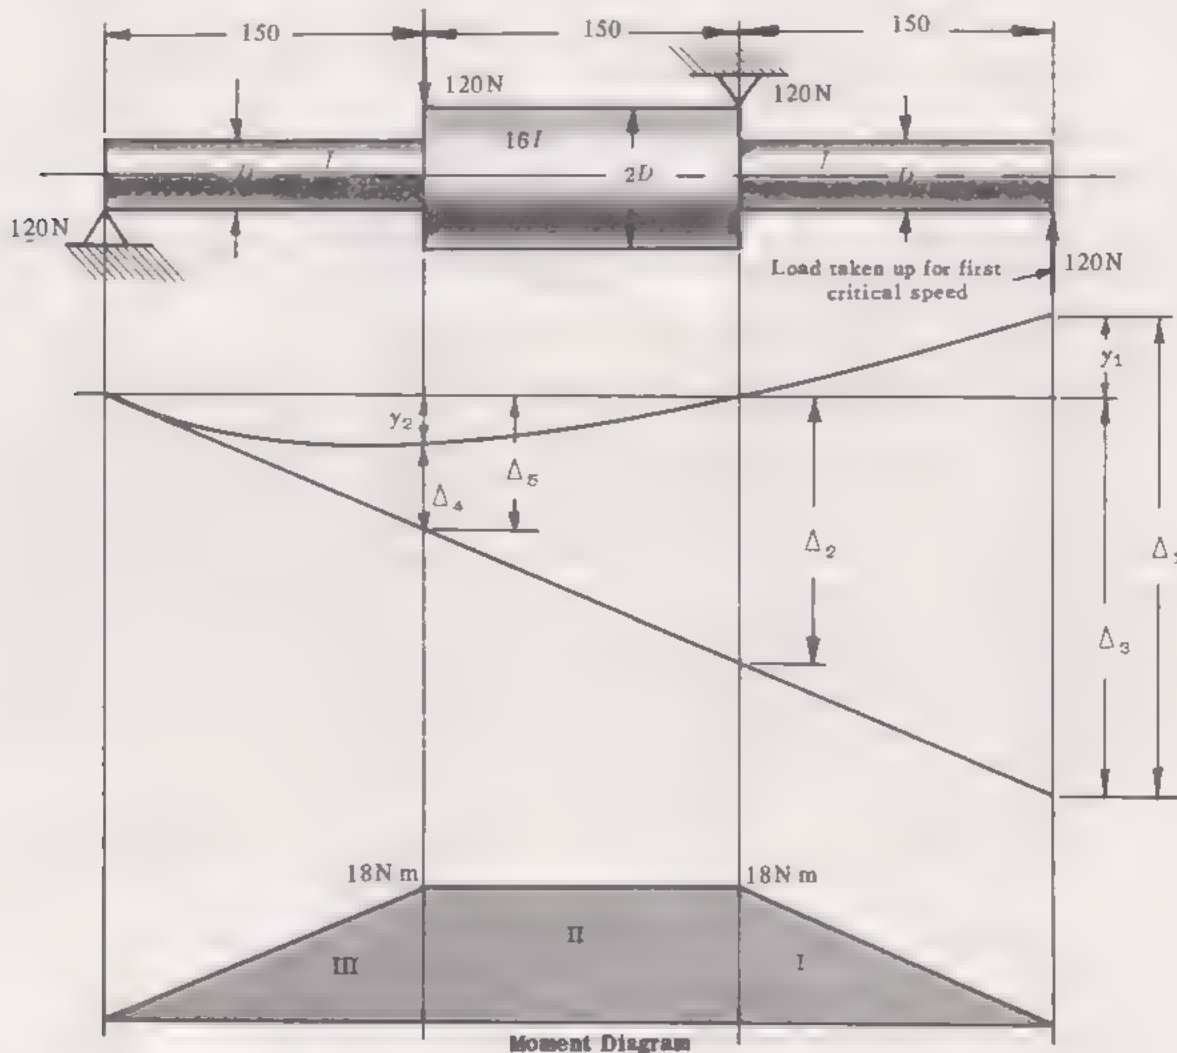 150 150 150
120N
120N
16I
I
D
2D
I
D
120N
Load taken up for first
critical speed
120N
y₁
y₂
Δ₅
Δ₄
Δ₂
Δ₁
Δ₃
18N m
18N m
II
III
I
Moment Diagram